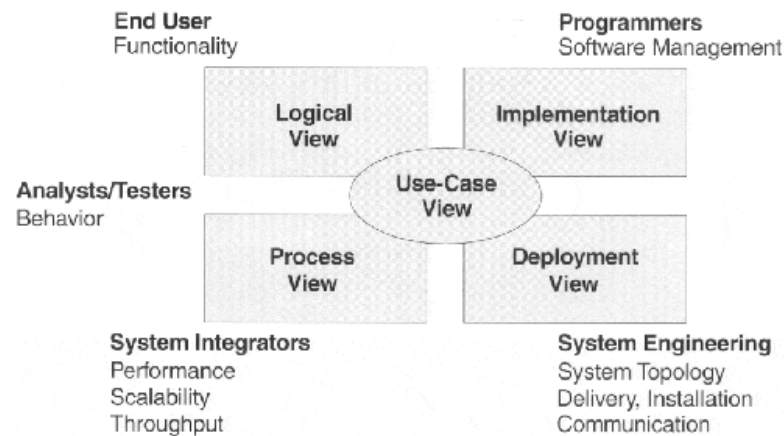 End User
Functionality
Programmers
Software Management
Logical
View
Implementation
View
Use-Case
View
Analysts/Testers
Behavior
Process
View
Deployment
View
System Integrators
Performance
Scalability
Throughput
System Engineering
System Topology
Delivery, Installation
Communication